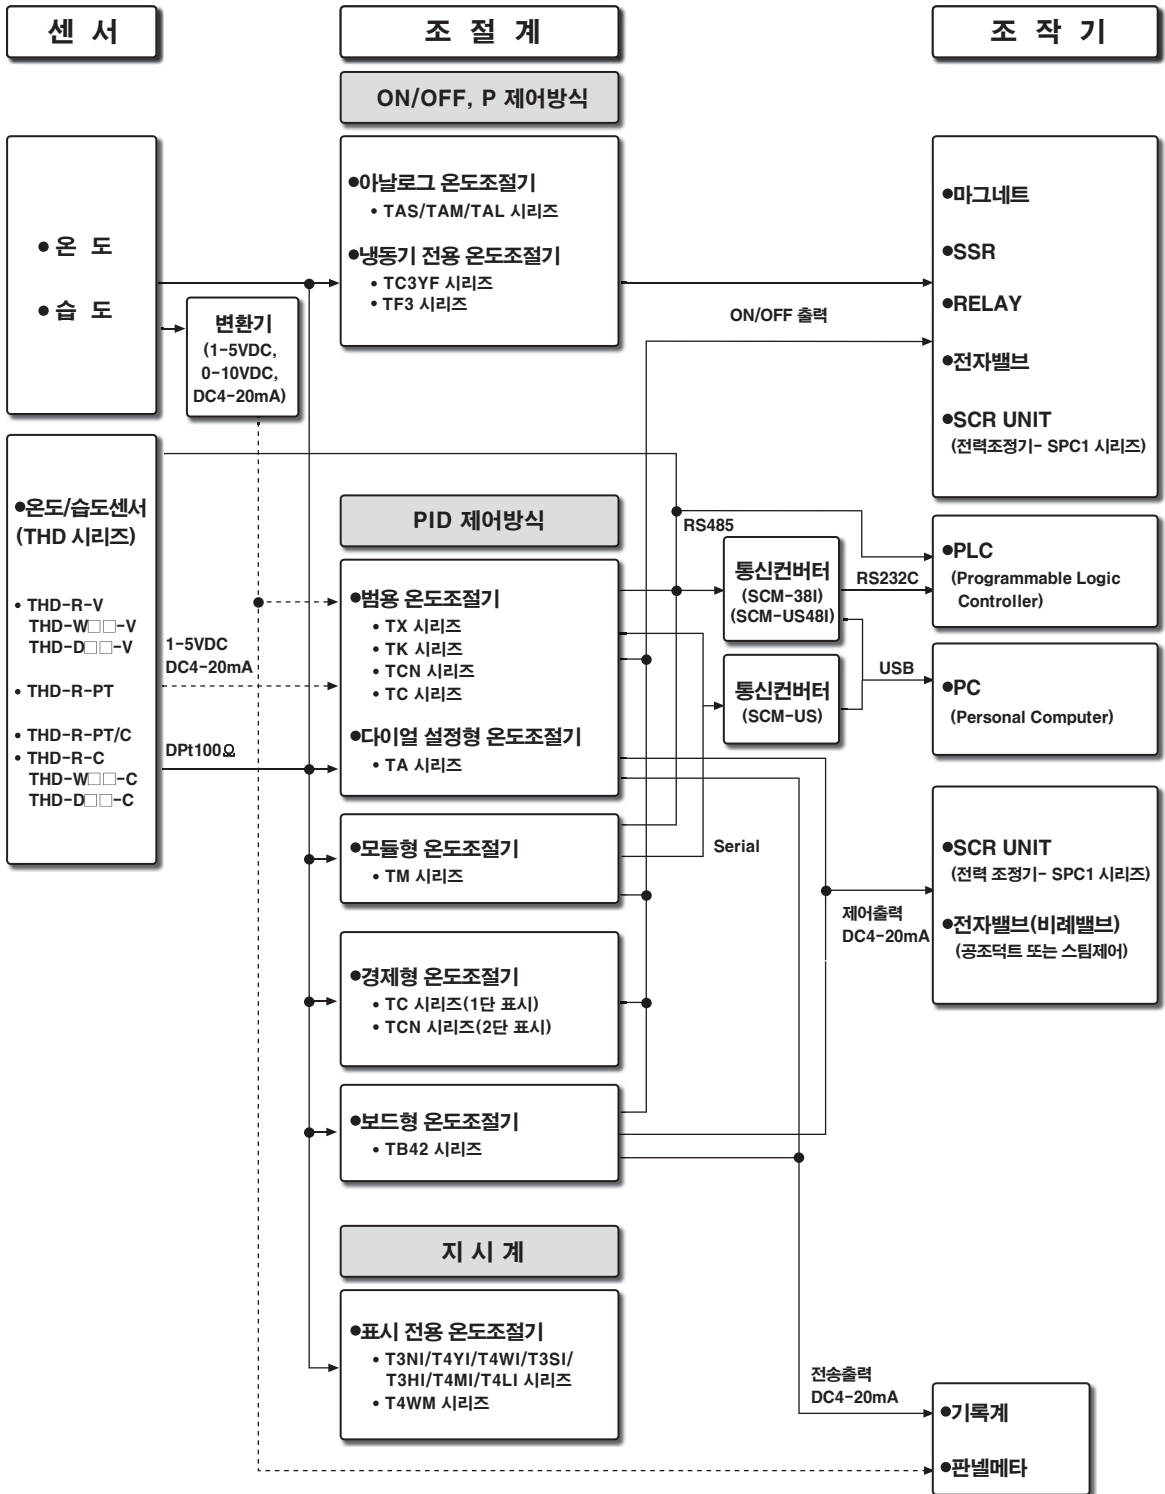 센 서
조 절 계
조 작 기
ON/OFF, P 제어방식
●온 도
●습 도
변환기
(1-5VDC,
0-10VDC,
DC4-20mA)
●아날로그 온도조절기
• TAS/TAM/TAL 시리즈
●냉동기 전용 온도조절기
• TC3YF 시리즈
• TF3 시리즈
ON/OFF 출력
●마그네트
●SSR
●RELAY
●전자밸브
●SCR UNIT
(전력조정기- SPC1 시리즈)
●온도/습도센서
(THD 시리즈)
• THD-R-V
THD-W□□-V
THD-D□□-V
• THD-R-PT
• THD-R-PT/C
• THD-R-C
THD-W□□-C
THD-D□□-C
1-5VDC
DC4-20mA
DPt100Ω
PID 제어방식
●범용 온도조절기
• TX 시리즈
• TK 시리즈
• TCN 시리즈
• TC 시리즈
●다이얼 설정형 온도조절기
• TA 시리즈
RS485
통신컨버터
(SCM-38I)
(SCM-US48I)
RS232C
통신컨버터
(SCM-US)
USB
●PLC
(Programmable Logic
Controller)
●PC
(Personal Computer)
●모듈형 온도조절기
• TM 시리즈
Serial
●SCR UNIT
(전력 조정기- SPC1 시리즈)
●전자밸브(비례밸브)
(공조덕트 또는 스팀제어)
제어출력
DC4-20mA
●경제형 온도조절기
• TC 시리즈(1단 표시)
• TCN 시리즈(2단 표시)
●보드형 온도조절기
• TB42 시리즈
지 시 계
●표시 전용 온도조절기
• T3NI/T4YI/T4WI/T3SI/
T3HI/T4MI/T4LI 시리즈
• T4WM 시리즈
전송출력
DC4-20mA
●기록계
●판넬메타